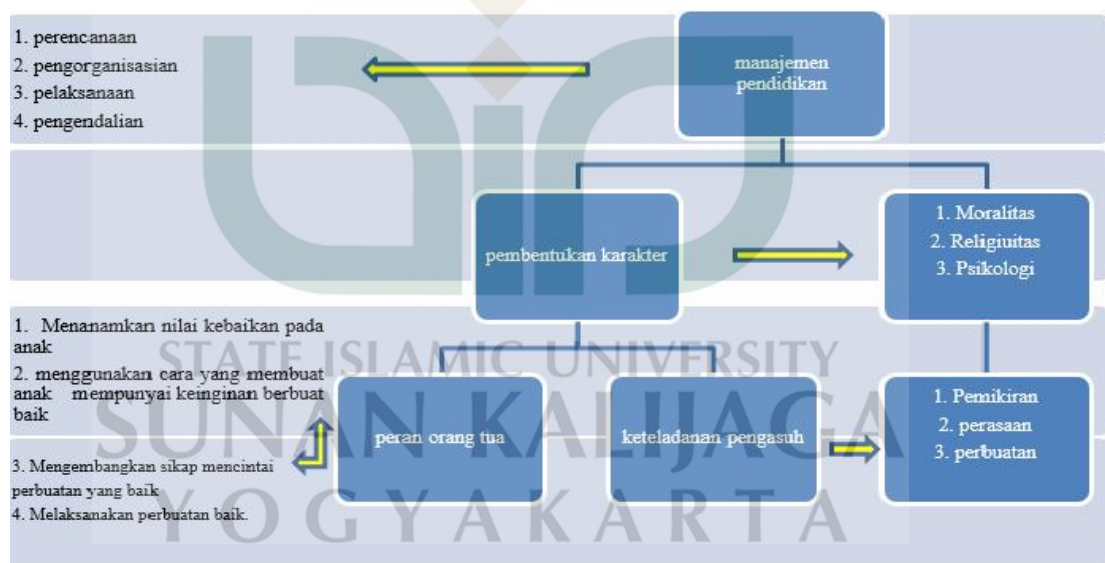 1. perencanaan
2. pengorganisasian
3. pelaksanaan
4. pengendalian
manajemen
pendidikan
pembentukan karakter
1. Moralitas
2. Religiuitas
3. Psikologi
1. Menanamkan nilai kebaikan pada
anak
2. menggunakan cara yang membuat
anak mempunyai keinginan berbuat
baik
3. Mengembangkan sikap mencintai
perbuatan yang baik
4. Melaksanakan perbuatan baik.
peran orang tua
keteladanan pengasuh
1. Pemikiran
2. perasaan
3. perbuatan
STATE ISLAMIC UNIVERSITY
SUNAN KALIJAGA
YOGYAKARTA